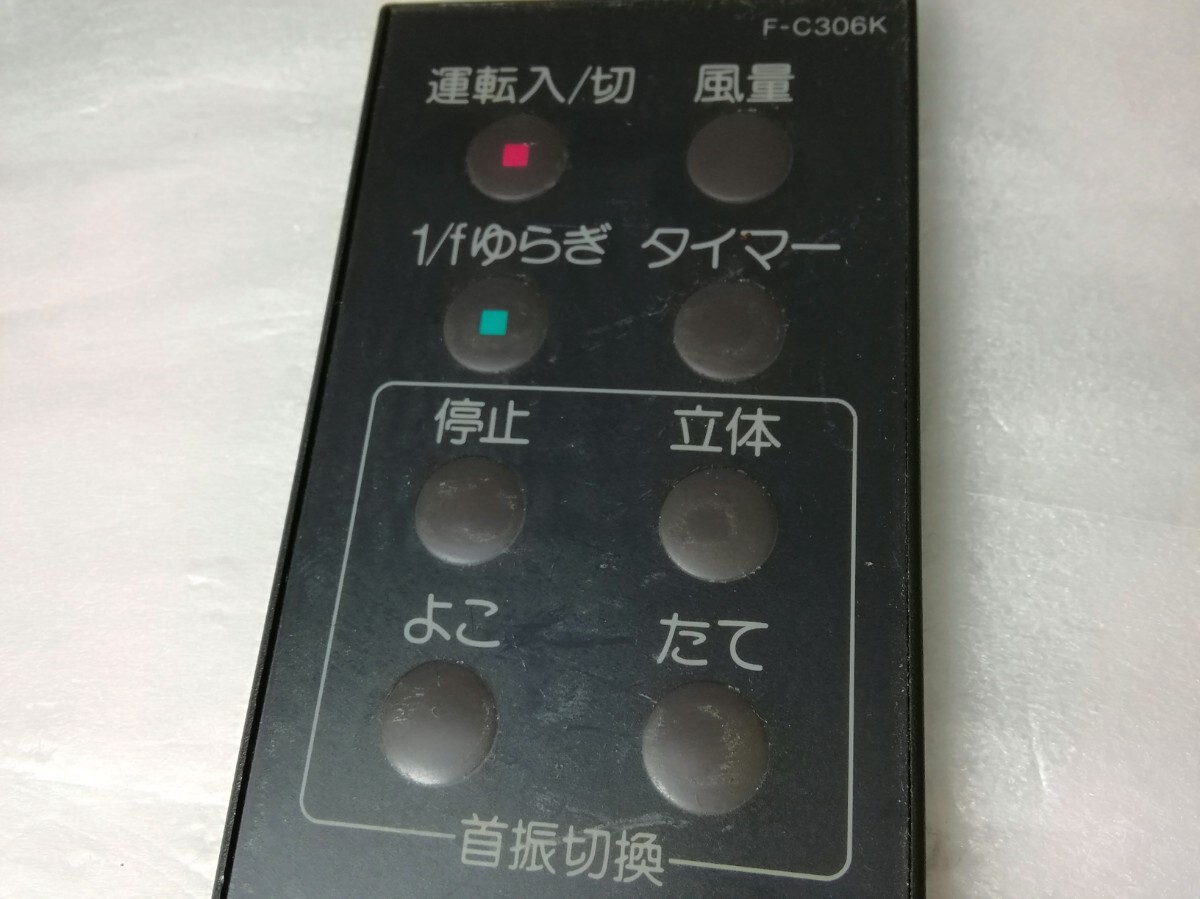 F-C306K
運転入/切 風量
1/fゆらぎ タイマー
停止 立体
よこ たて
首振切換